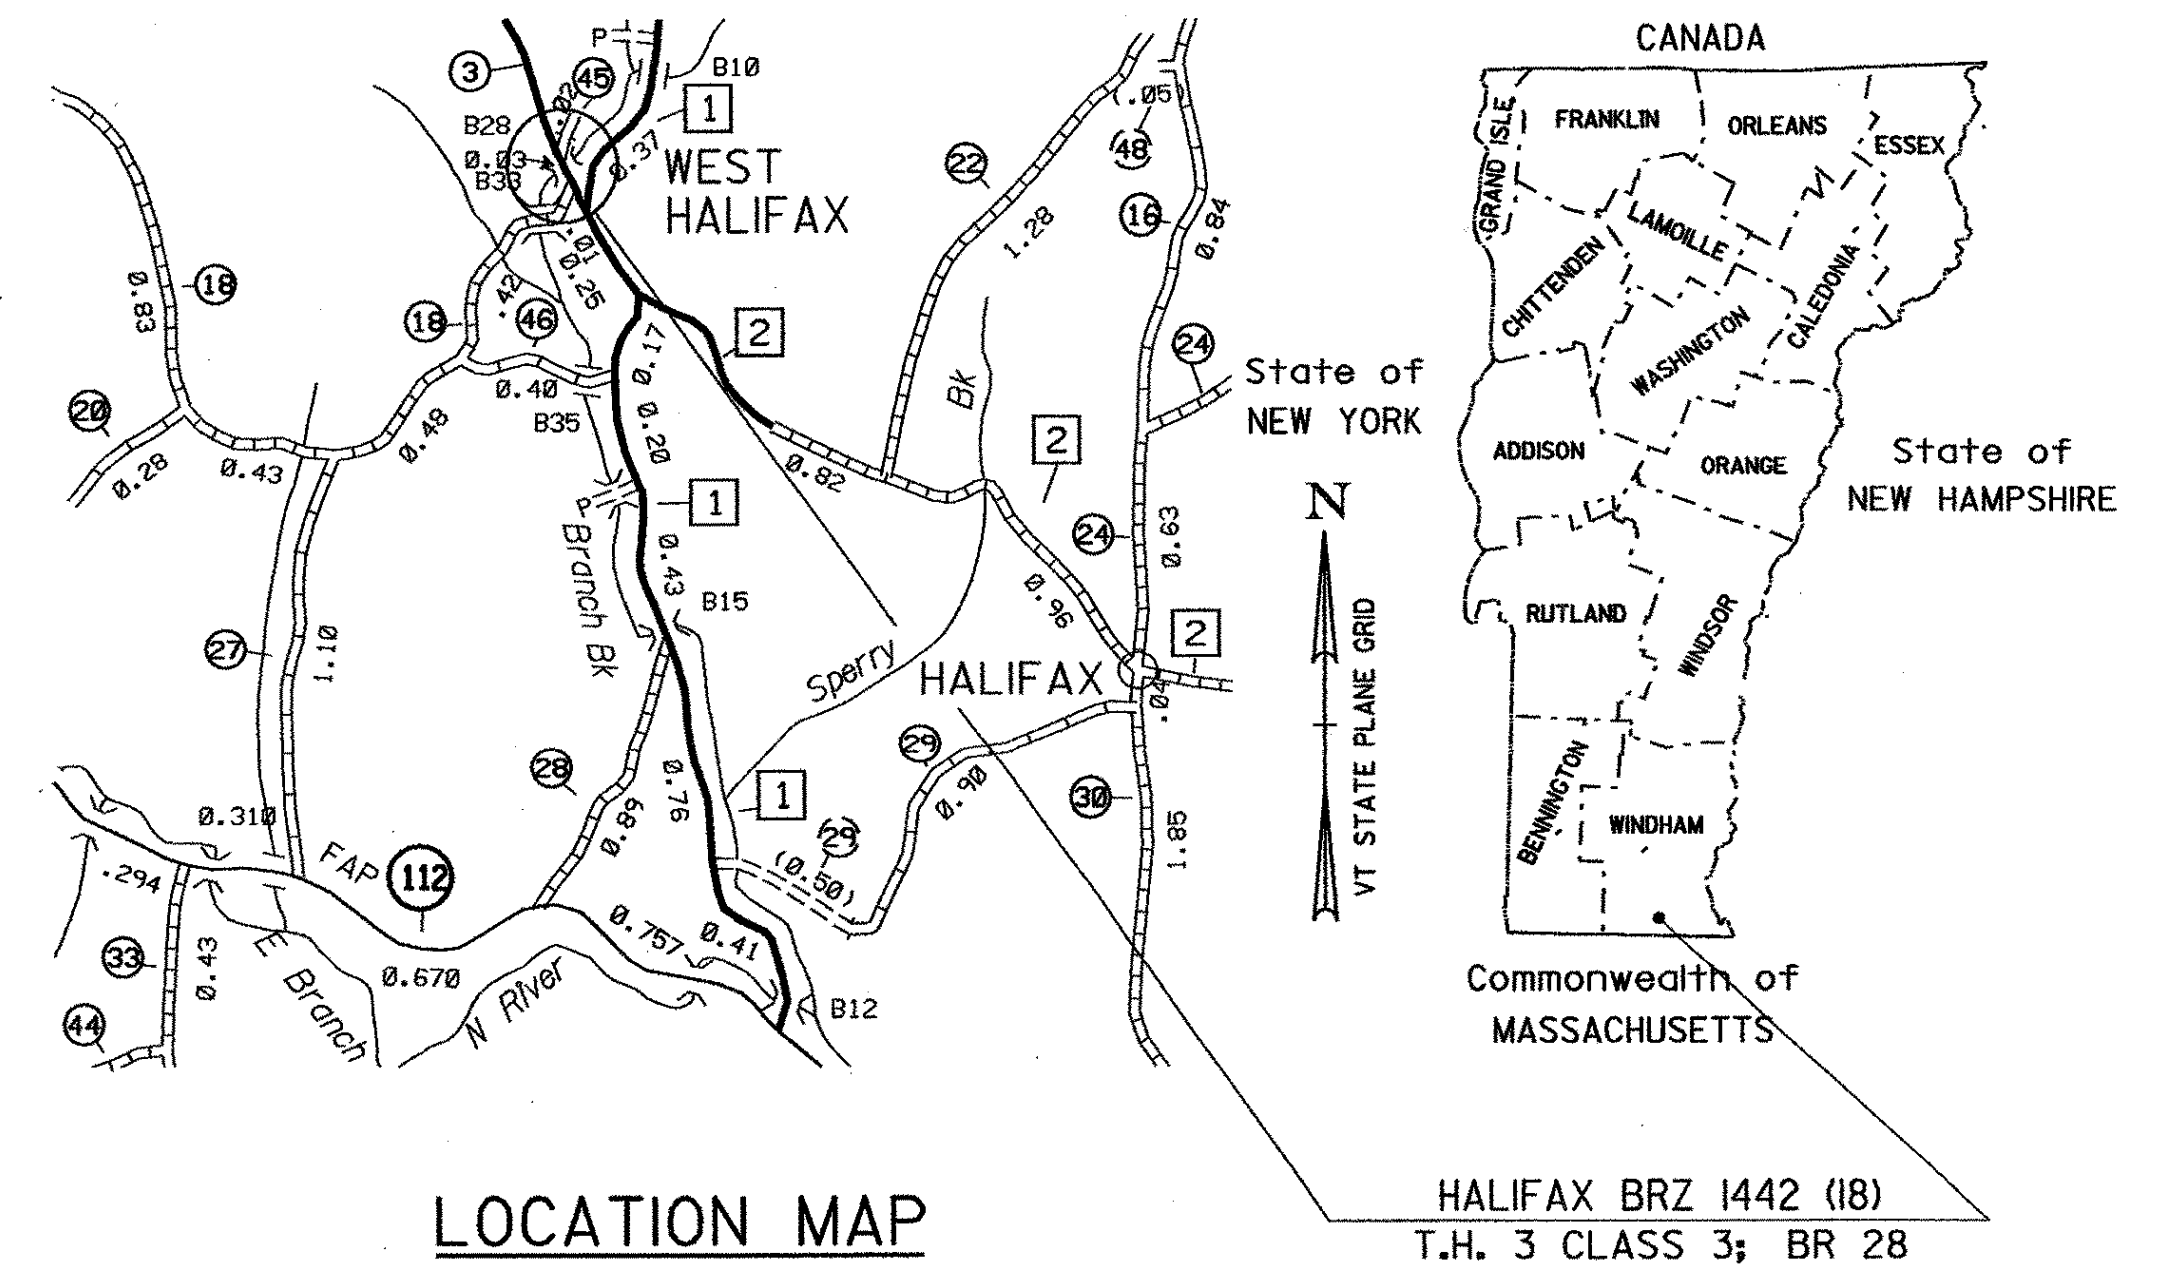 P
3
45
B10
.02
1
B28
0.03
B33
0.37
WEST
HALIFAX
.01
0.25
18
0.83
18
.42
46
0.40
B35
20
0.28
0.43
0.48
0.17
2
0.20
P
1
Branch Bk
0.43
B15
27
1.10
28
0.89
0.76
1
0.310
.294
FAP
112
33
0.43
44
E Branch
0.670
N River
0.757
0.41
B12
(.05)
48
22
1.28
16
0.84
24
Bk
2
0.82
24
0.63
0.96
2
Sperry
HALIFAX
.04
29
0.90
29
(0.50)
30
1.85
State of
NEW YORK
N
VT STATE PLANE GRID
CANADA
GRAND ISLE
FRANKLIN
ORLEANS
ESSEX
LAMOILLE
CHITTENDEN
CALEDONIA
WASHINGTON
ADDISON
ORANGE
State of
NEW HAMPSHIRE
RUTLAND
WINDSOR
BENNINGTON
WINDHAM
Commonwealth of
MASSACHUSETTS
LOCATION MAP
HALIFAX BRZ 1442 (18)
T.H. 3 CLASS 3; BR 28